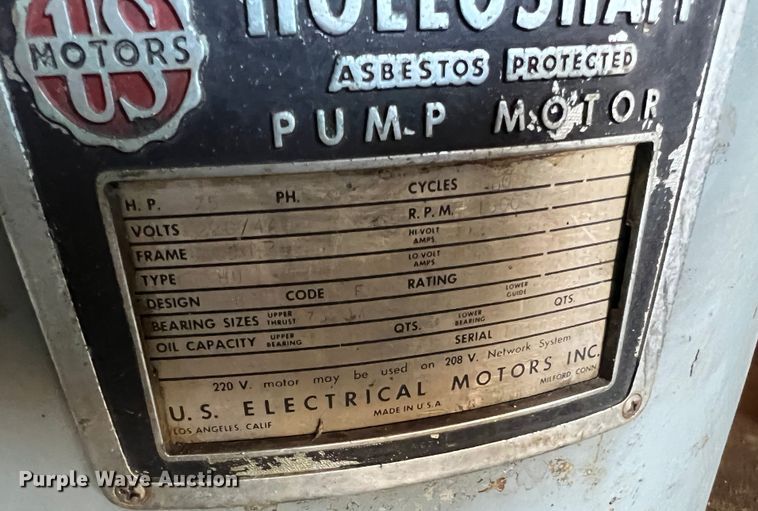 US
MOTORS
HOLLOSHAFT
ASBESTOS PROTECTED
PUMP MOTOR
H.P. 75 PH. CYCLES
VOLTS R.P.M.
FRAME HI-VOLT AMPS
TYPE HU LO VOLT AMPS
DESIGN CODE F RATING
BEARING SIZES UPPER THRUST LOWER GUIDE
OIL CAPACITY UPPER BEARING QTS. LOWER BEARING QTS.
SERIAL
220 V. motor may be used on 208 V. Network System
U.S. ELECTRICAL MOTORS INC.
LOS ANGELES, CALIF MADE IN U.S.A MILFORD CONN.
Purple Wave Auction